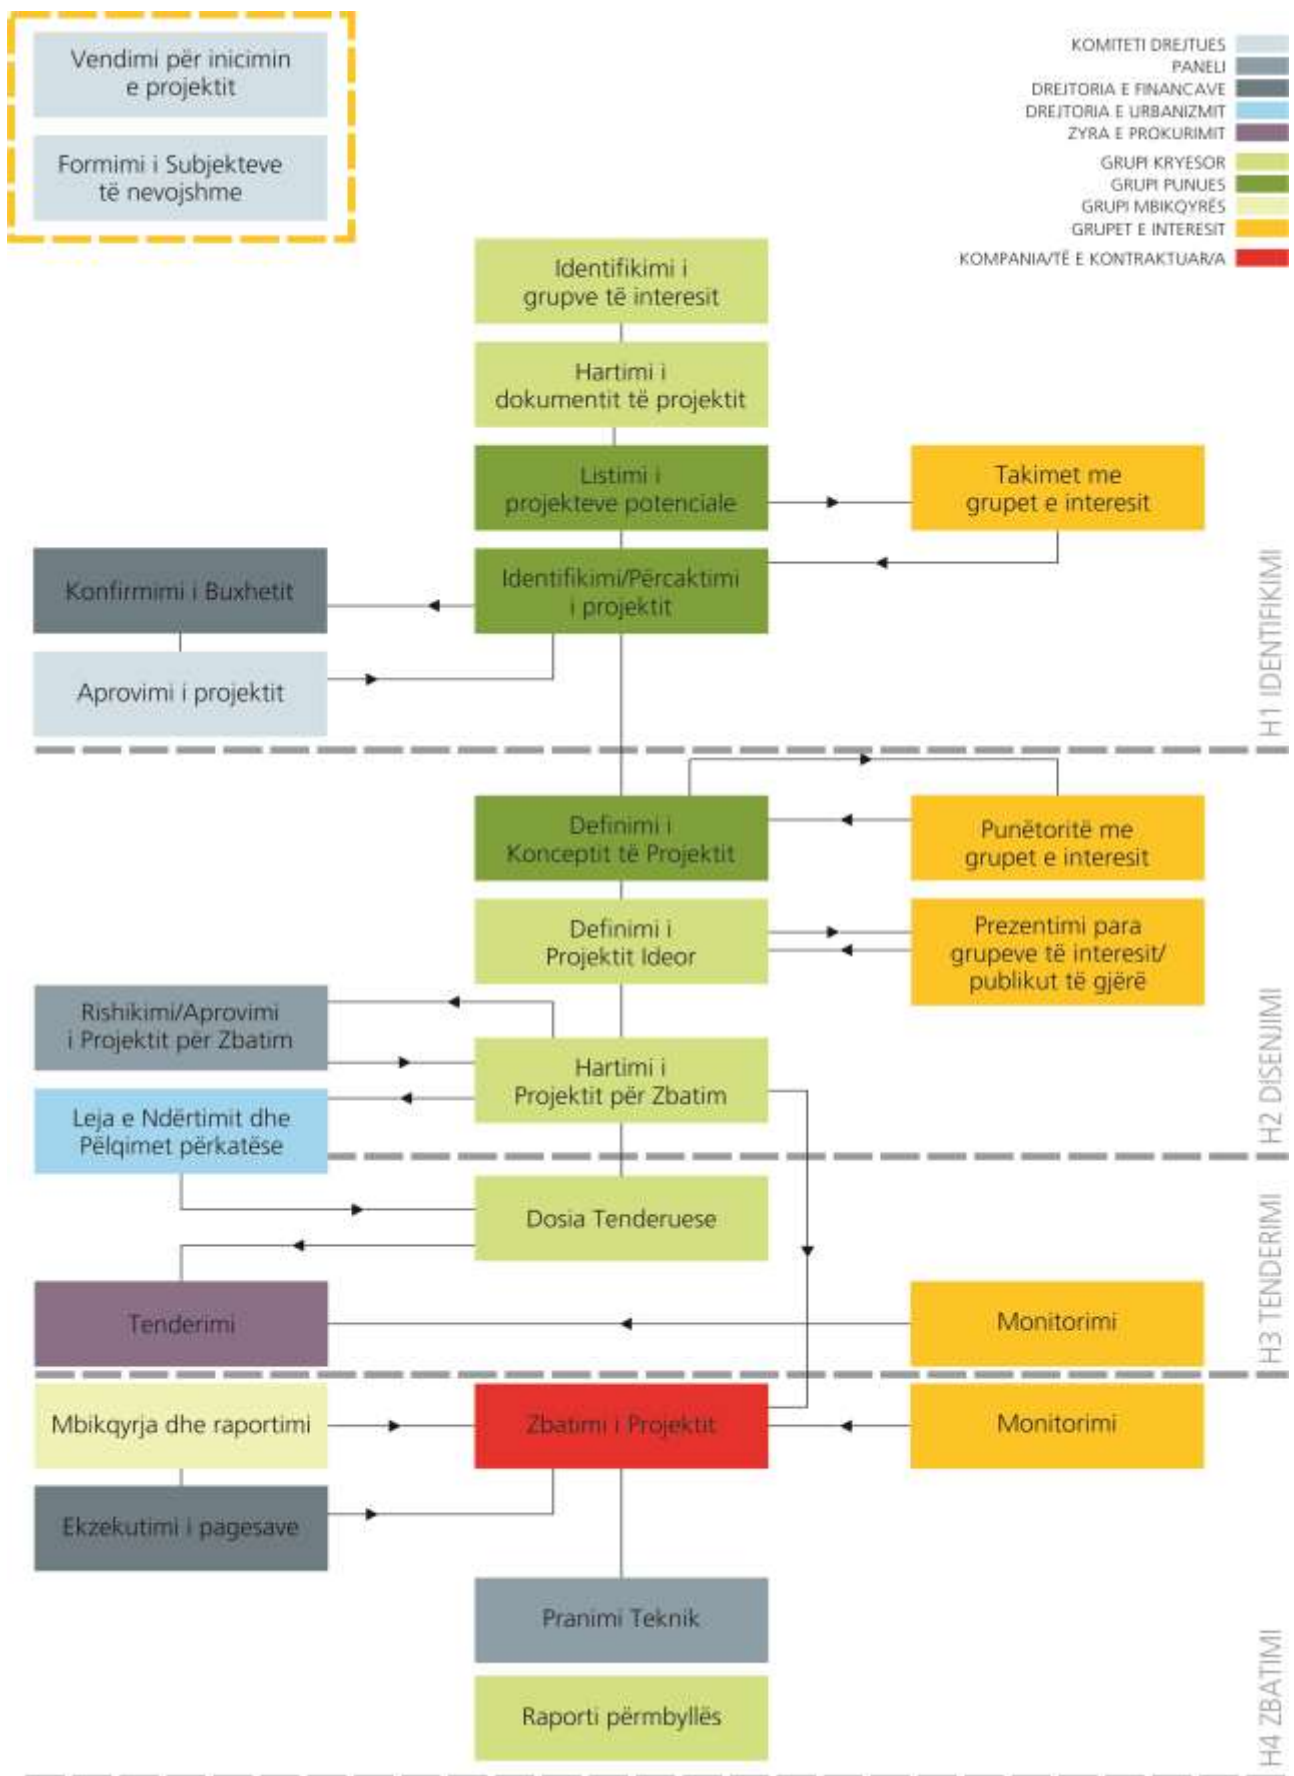 Vendimi për inicimin
e projektit
Formimi i Subjekteve
të nevojshme
KOMITETI DREJTUES
PANELI
DREJTORIA E FINANCAVE
DREJTORIA E URBANIZMIT
ZYRA E PROKURIMIT
GRUPI KRYESOR
GRUPI PUNUES
GRUPI MBIKQYRËS
GRUPET E INTERESIT
KOMPANIA/TË E KONTRAKTUAR/A
Identifikimi i
grupve të interesit
Hartimi i
dokumentit të projektit
Listimi i
projekteve potenciale
Takimet me
grupet e interesit
Identifikimi/Përcaktimi
i projektit
Konfirmimi i Buxhetit
Aprovimi i projektit
H1 IDENTIFIKIMI
Definimi i
Konceptit të Projektit
Punëtoritë me
grupet e interesit
Definimi i
Projektit Ideor
Prezentimi para
grupeve të interesit/
publikut të gjërë
Rishikimi/Aprovimi
i Projektit për Zbatim
Hartimi i
Projektit për Zbatim
Leja e Ndërtimit dhe
Pëlqimet përkatëse
H2 DISENJIMI
Dosia Tenderuese
Tenderimi
Monitorimi
H3 TENDERIMI
Mbikqyrja dhe raportimi
Zbatimi i Projektit
Monitorimi
Ekzekutimi i pagesave
Pranimi Teknik
Raporti përmbyllës
H4 ZBATIMI